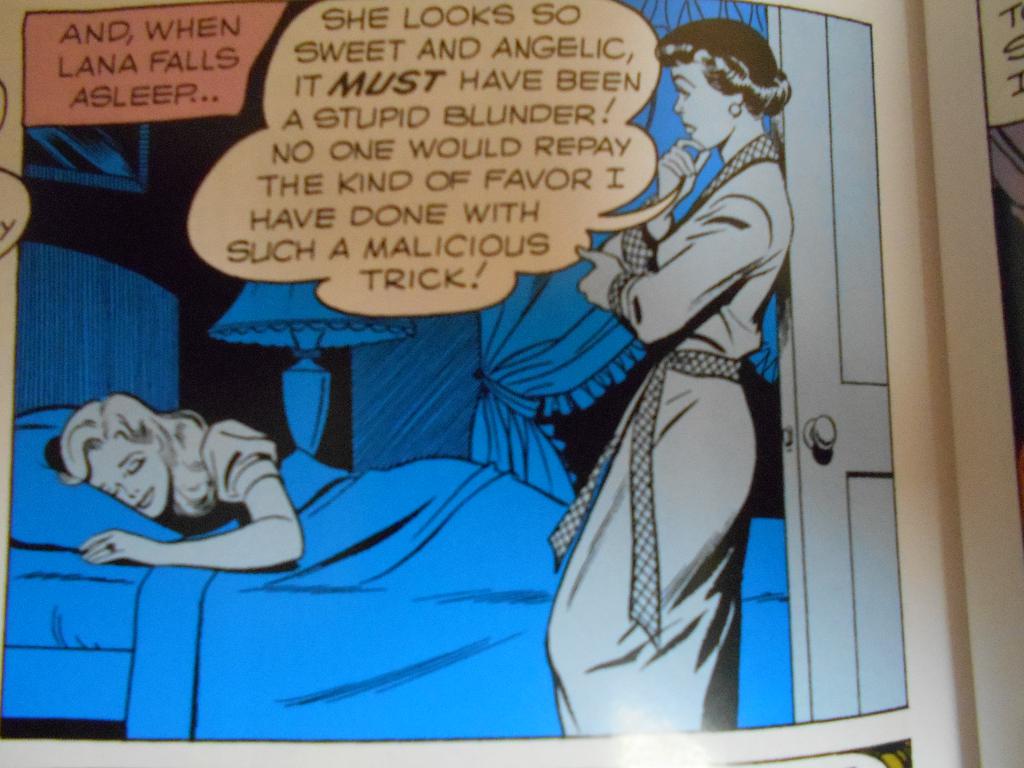 AND, WHEN
LANA FALLS
ASLEEP...
SHE LOOKS SO
SWEET AND ANGELIC,
IT MUST HAVE BEEN
A STUPID BLUNDER!
NO ONE WOULD REPAY
THE KIND OF FAVOR I
HAVE DONE WITH
SUCH A MALICIOUS
TRICK!